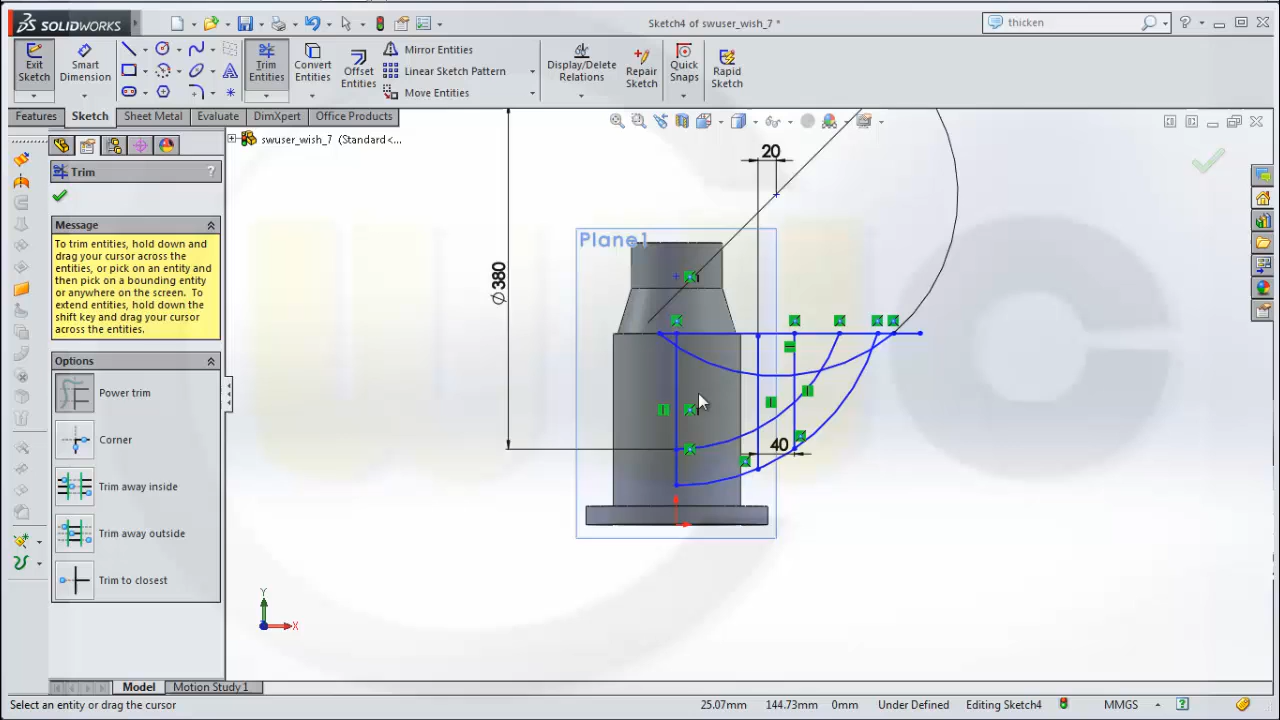 SOLIDWORKS
Sketch4 of swuser_wish_7 *
thicken
Exit Sketch
Smart Dimension
Trim Entities
Convert Entities
Offset Entities
Mirror Entities
Linear Sketch Pattern
Move Entities
Display/Delete Relations
Repair Sketch
Quick Snaps
Rapid Sketch
Features
Sketch
Sheet Metal
Evaluate
DimXpert
Office Products
swuser_wish_7 (Standard<...
Trim
?
Message
To trim entities, hold down and
drag your cursor across the
entities, or pick on an entity and
then pick on a bounding entity
or anywhere on the screen. To
extend entities, hold down the
shift key and drag your cursor
across the entities.
Options
Power trim
Corner
Trim away inside
Trim away outside
Trim to closest
20
Plane1
Ø380
40
Y
X
Model
Motion Study 1
Select an entity or drag the cursor
25.07mm
144.73mm
0mm
Under Defined
Editing Sketch4
MMGS